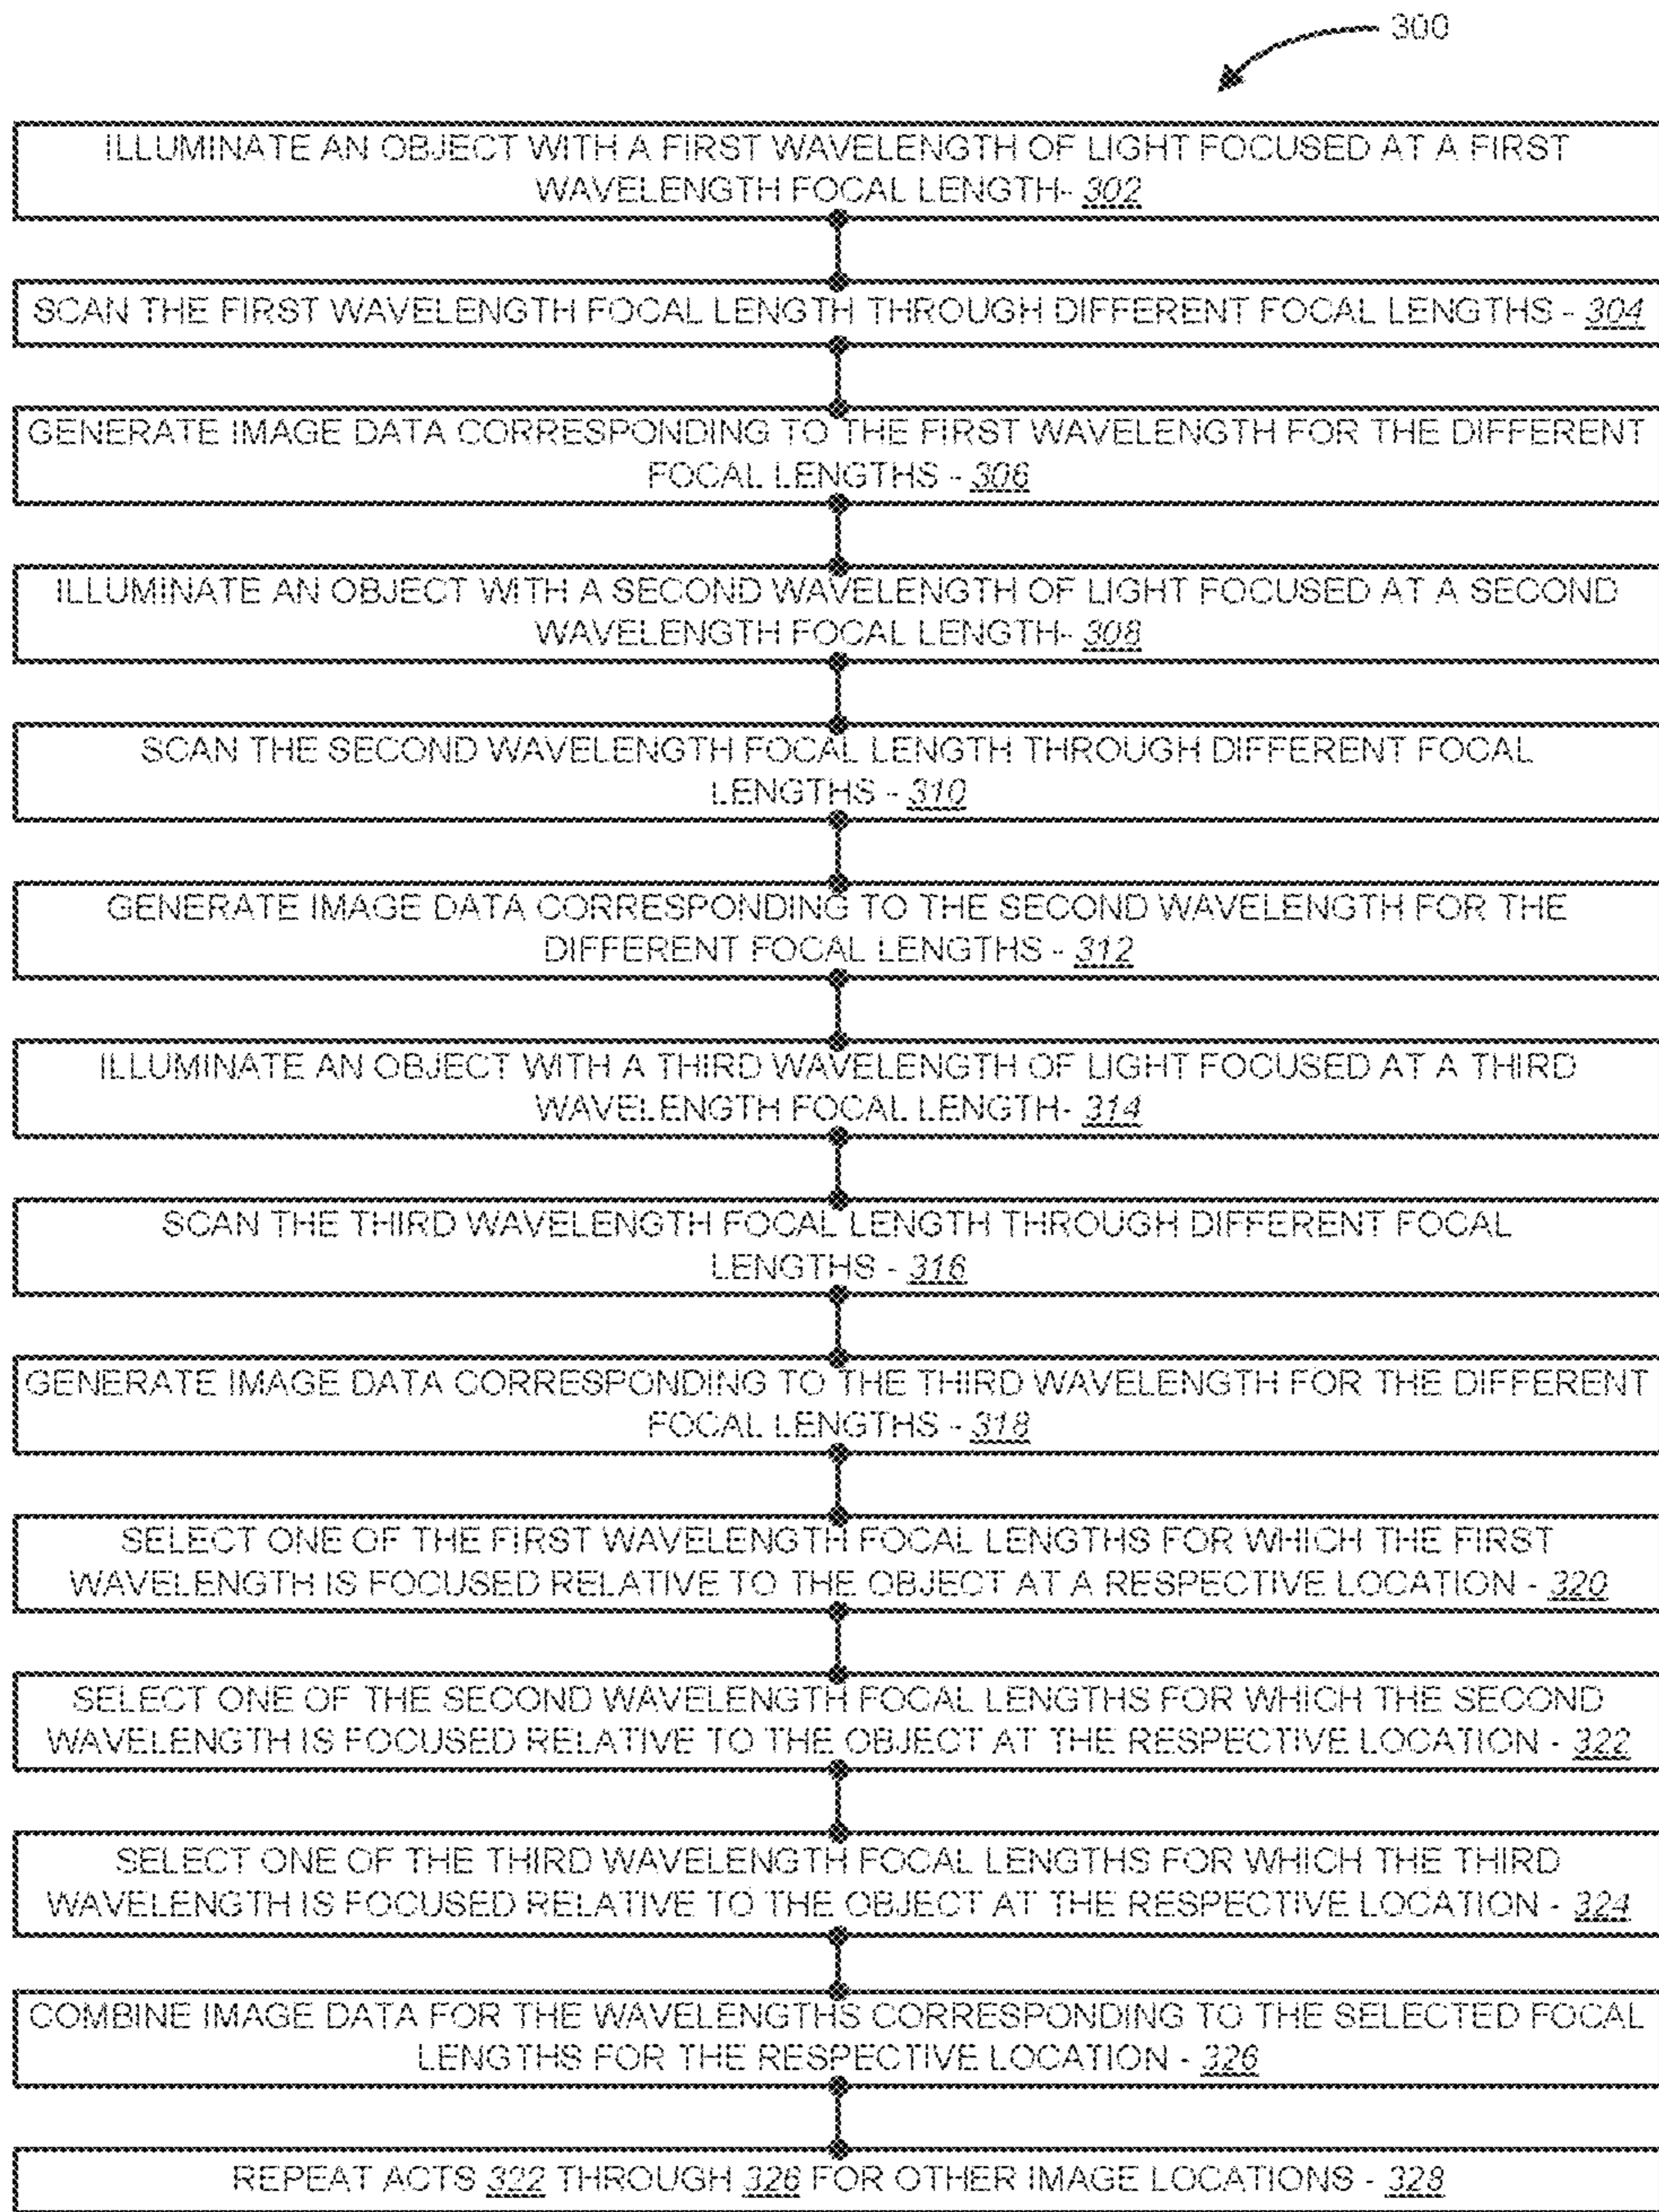 300
ILLUMINATE AN OBJECT WITH A FIRST WAVELENGTH OF LIGHT FOCUSED AT A FIRST
WAVELENGTH FOCAL LENGTH- 302
SCAN THE FIRST WAVELENGTH FOCAL LENGTH THROUGH DIFFERENT FOCAL LENGTHS - 304
GENERATE IMAGE DATA CORRESPONDING TO THE FIRST WAVELENGTH FOR THE DIFFERENT
FOCAL LENGTHS - 306
ILLUMINATE AN OBJECT WITH A SECOND WAVELENGTH OF LIGHT FOCUSED AT A SECOND
WAVELENGTH FOCAL LENGTH- 308
SCAN THE SECOND WAVELENGTH FOCAL LENGTH THROUGH DIFFERENT FOCAL
LENGTHS - 310
GENERATE IMAGE DATA CORRESPONDING TO THE SECOND WAVELENGTH FOR THE
DIFFERENT FOCAL LENGTHS - 312
ILLUMINATE AN OBJECT WITH A THIRD WAVELENGTH OF LIGHT FOCUSED AT A THIRD
WAVELENGTH FOCAL LENGTH- 314
SCAN THE THIRD WAVELENGTH FOCAL LENGTH THROUGH DIFFERENT FOCAL
LENGTHS - 316
GENERATE IMAGE DATA CORRESPONDING TO THE THIRD WAVELENGTH FOR THE DIFFERENT
FOCAL LENGTHS - 318
SELECT ONE OF THE FIRST WAVELENGTH FOCAL LENGTHS FOR WHICH THE FIRST
WAVELENGTH IS FOCUSED RELATIVE TO THE OBJECT AT A RESPECTIVE LOCATION - 320
SELECT ONE OF THE SECOND WAVELENGTH FOCAL LENGTHS FOR WHICH THE SECOND
WAVELENGTH IS FOCUSED RELATIVE TO THE OBJECT AT THE RESPECTIVE LOCATION - 322
SELECT ONE OF THE THIRD WAVELENGTH FOCAL LENGTHS FOR WHICH THE THIRD
WAVELENGTH IS FOCUSED RELATIVE TO THE OBJECT AT THE RESPECTIVE LOCATION - 324
COMBINE IMAGE DATA FOR THE WAVELENGTHS CORRESPONDING TO THE SELECTED FOCAL
LENGTHS FOR THE RESPECTIVE LOCATION - 326
REPEAT ACTS 322 THROUGH 326 FOR OTHER IMAGE LOCATIONS - 328